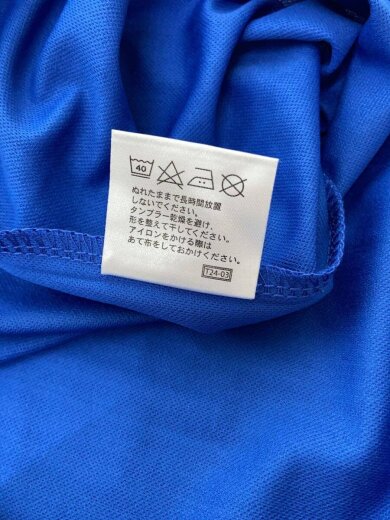 40
ぬれたままで長時間放置
しないでください。
タンブラー乾燥を避け、
形を整えて干してください。
アイロンをかける際は
あて布をしておかけください。
T24-03